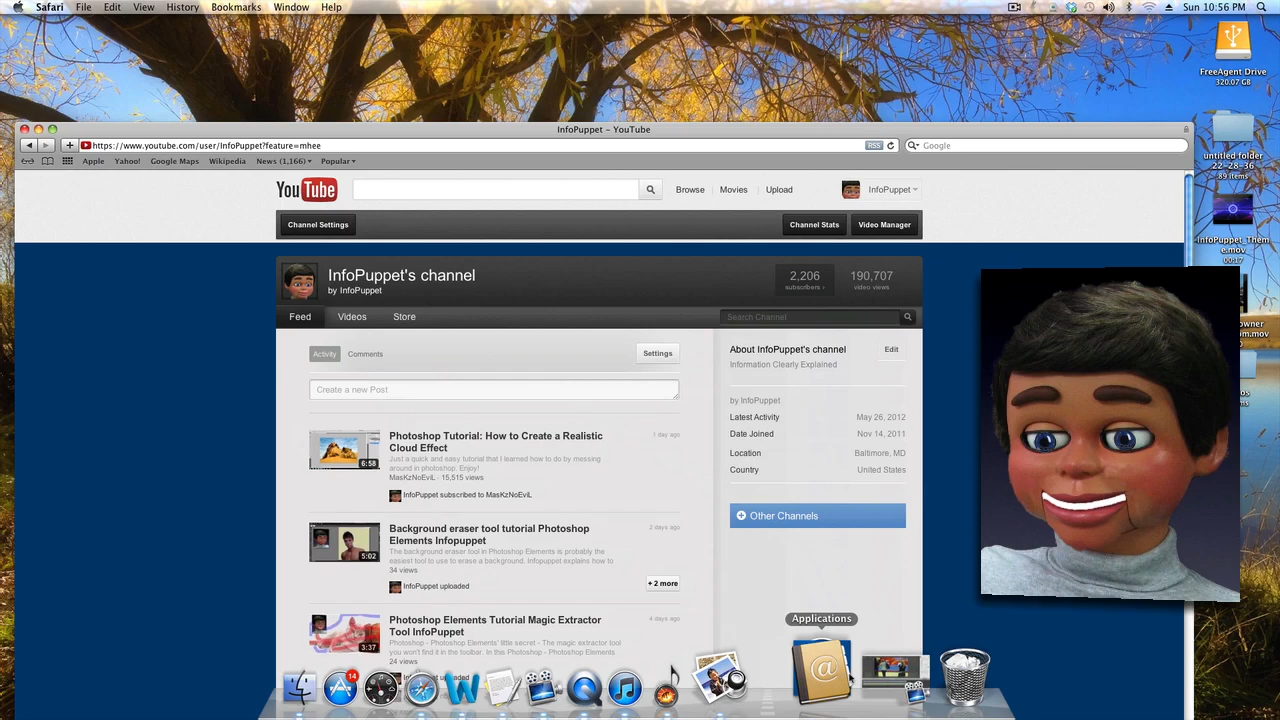 Safari File Edit View History Bookmarks Window Help
Sun 10:56 PM
FreeAgent Drive
320.07 GB
InfoPuppet – YouTube
https://www.youtube.com/user/InfoPuppet?feature=mhee
RSS
Google
Apple Yahoo! Google Maps Wikipedia News (1,166) Popular
untitled folder
22-28-36
89 items
YouTube
Browse Movies Upload
InfoPuppet
Channel Settings
Channel Stats
Video Manager
InfoPuppet_Them
e.mov
00:17
InfoPuppet's channel
by InfoPuppet
2,206
subscribers ›
190,707
video views
Feed Videos Store
Search Channel
Activity Comments
Settings
Create a new Post
Photoshop Tutorial: How to Create a Realistic
Cloud Effect
1 day ago
Just a quick and easy tutorial that I learned how to do by messing
around in photoshop. Enjoy!
MasKzNoEviL · 15,515 views
6:58
InfoPuppet subscribed to MasKzNoEviL
Background eraser tool tutorial Photoshop
Elements Infopuppet
2 days ago
The background eraser tool in Photoshop Elements is probably the
easiest tool to use to erase a background. Infopuppet explains how to
34 views
5:02
InfoPuppet uploaded
+ 2 more
Photoshop Elements Tutorial Magic Extractor
Tool InfoPuppet
4 days ago
Photoshop - Photoshop Elements' little secret - The magic extractor tool
you won't find it in the toolbar. In this Photoshop - Photoshop Elements
24 views
3:37
About InfoPuppet's channel
Edit
Information Clearly Explained
by InfoPuppet
Latest Activity May 26, 2012
Date Joined Nov 14, 2011
Location Baltimore, MD
Country United States
Other Channels
Applications
14
W
@